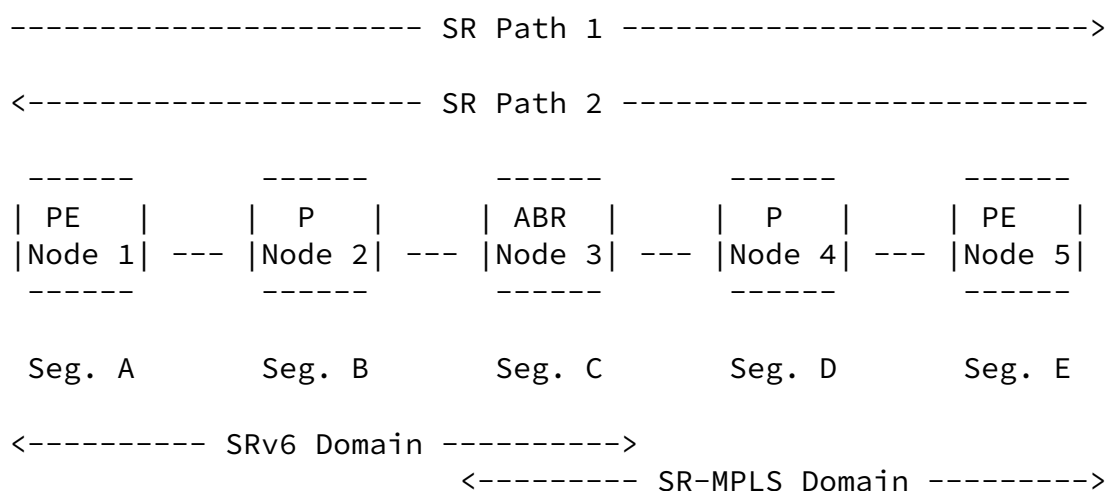 ---------------------- SR Path 1 ------------------------->
<---------------------- SR Path 2 --------------------------
 ------       ------       ------       ------       ------
| PE   |     |  P   |     | ABR  |     |  P   |     | PE   |
|Node 1| --- |Node 2| --- |Node 3| --- |Node 4| --- |Node 5|
 ------       ------       ------       ------       ------
 Seg. A       Seg. B       Seg. C       Seg. D       Seg. E
<---------- SRv6 Domain ---------->
                         <--------- SR-MPLS Domain --------->